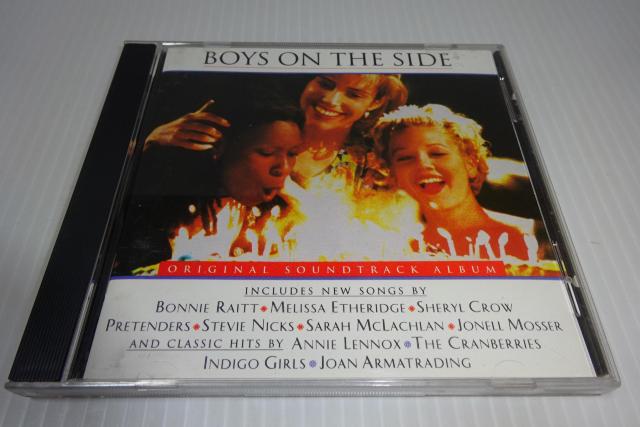 BOYS ON THE SIDE
ORIGINAL SOUNDTRACK ALBUM
INCLUDES NEW SONGS BY
BONNIE RAITT • MELISSA ETHERIDGE • SHERYL CROW
PRETENDERS • STEVIE NICKS • SARAH MCLACHLAN • JONELL MOSSER
AND CLASSIC HITS BY ANNIE LENNOX • THE CRANBERRIES
INDIGO GIRLS • JOAN ARMATRADING